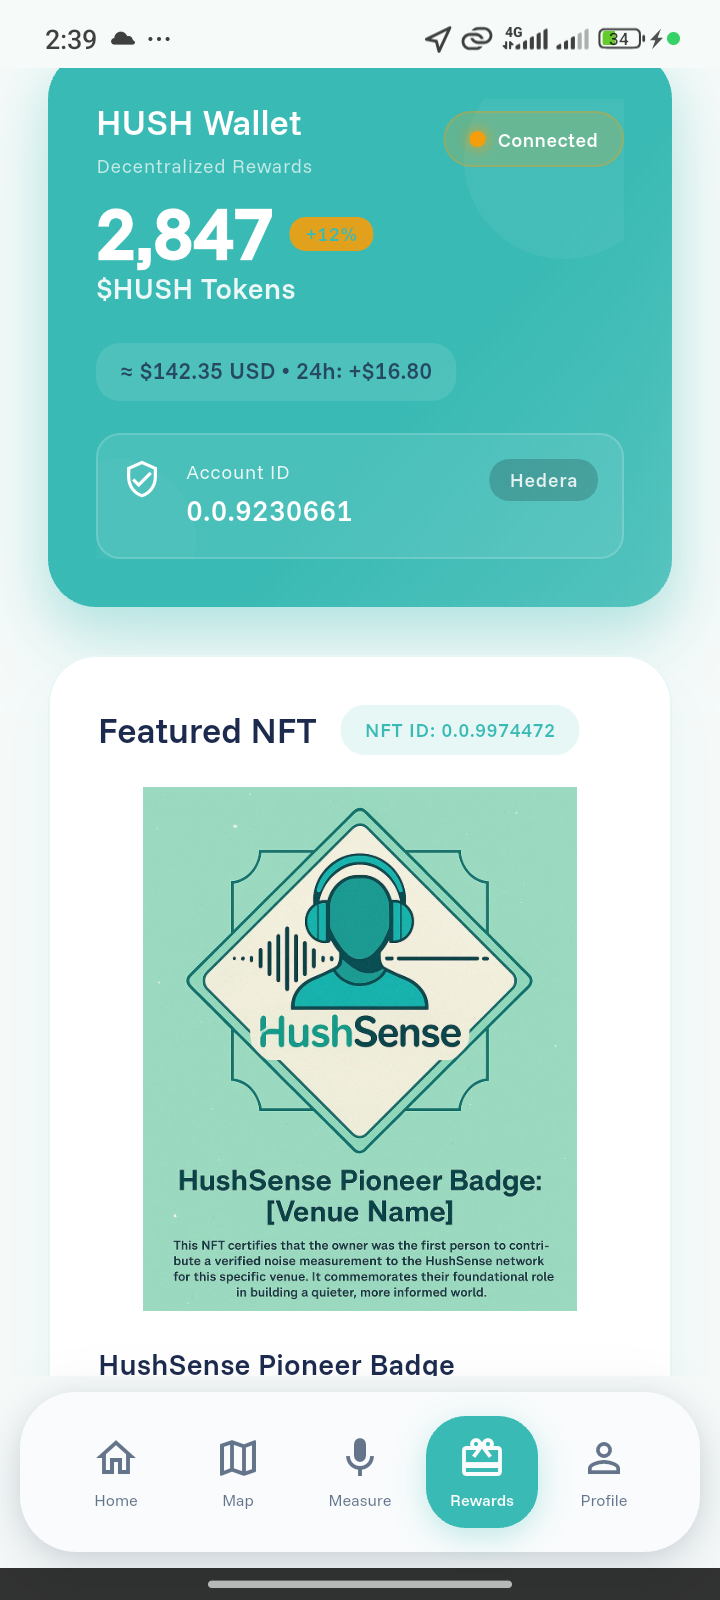 2:39
4G
34
HUSH Wallet
Connected
Decentralized Rewards
2,847
+12%
$HUSH Tokens
≈ $142.35 USD • 24h: +$16.80
Account ID
Hedera
0.0.9230661
Featured NFT
NFT ID: 0.0.9974472
HushSense
HushSense Pioneer Badge:
[Venue Name]
This NFT certifies that the owner was the first person to contri-
bute a verified noise measurement to the HushSense network
for this specific venue. It commemorates their foundational role
in building a quieter, more informed world.
HushSense Pioneer Badge
Home
Map
Measure
Rewards
Profile